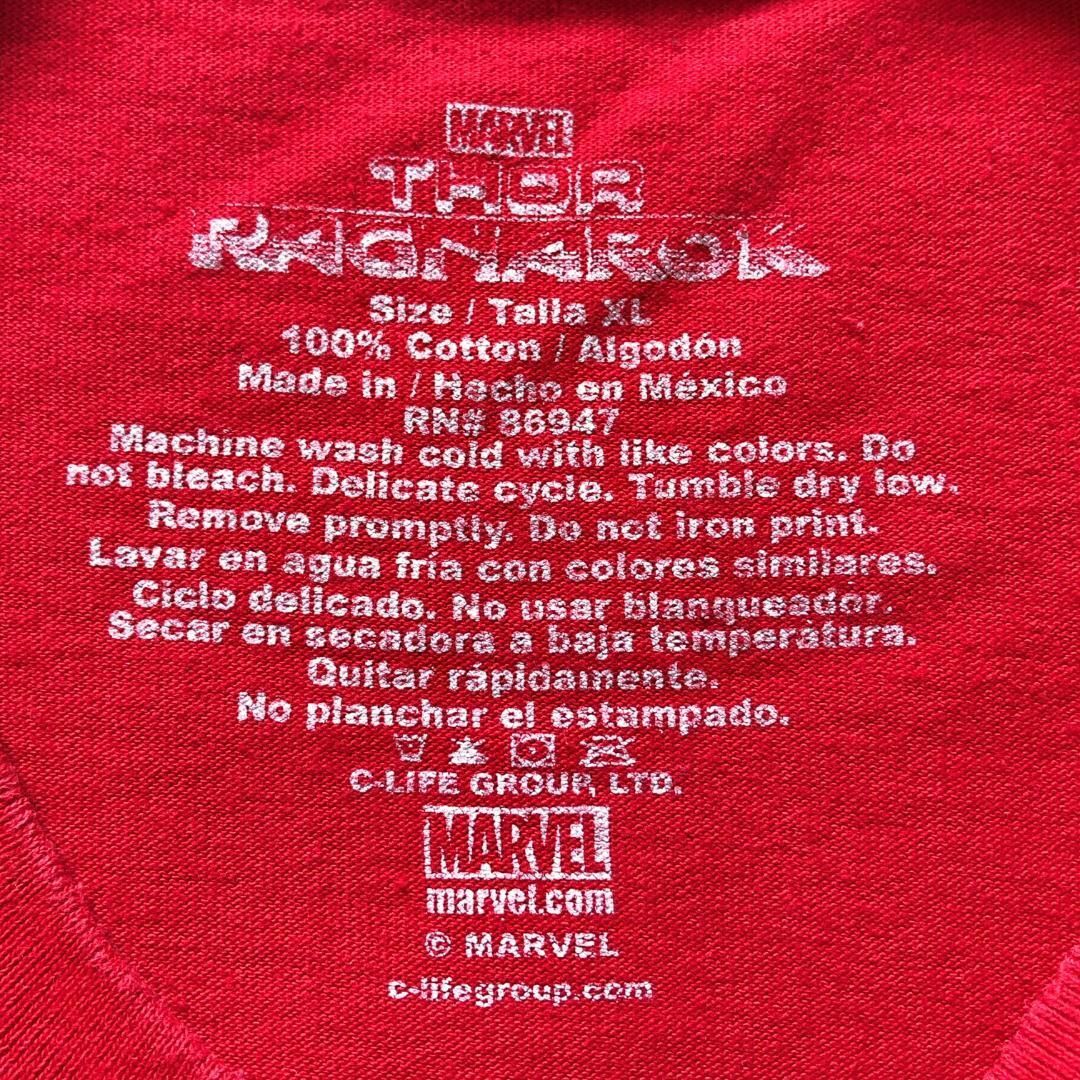 MARVEL
THOR
RAGNAROK
Size / Talla XL
100% Cotton / Algodón
Made in / Hecho en México
RN# 86947
Machine wash cold with like colors. Do
not bleach. Delicate cycle. Tumble dry low.
Remove promptly. Do not iron print.
Lavar en agua fría con colores similares.
Ciclo delicado. No usar blanqueador.
Secar en secadora a baja temperatura.
Quitar rápidamente.
No planchar el estampado.
C-LIFE GROUP, LTD.
MARVEL
marvel.com
© MARVEL
c-lifegroup.com